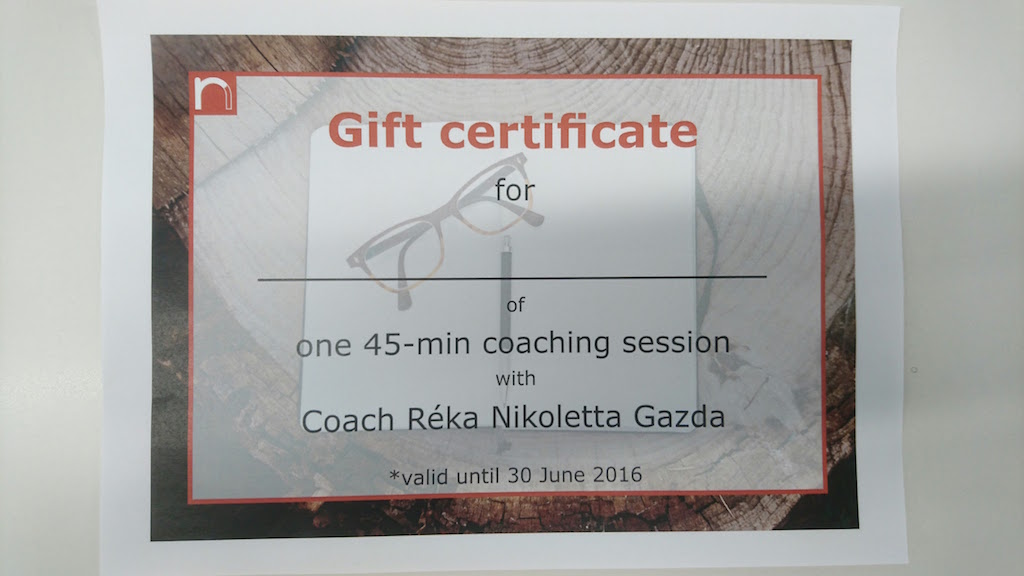 n
Gift certificate
for
of
one 45-min coaching session
with
Coach Réka Nikoletta Gazda
*valid until 30 June 2016